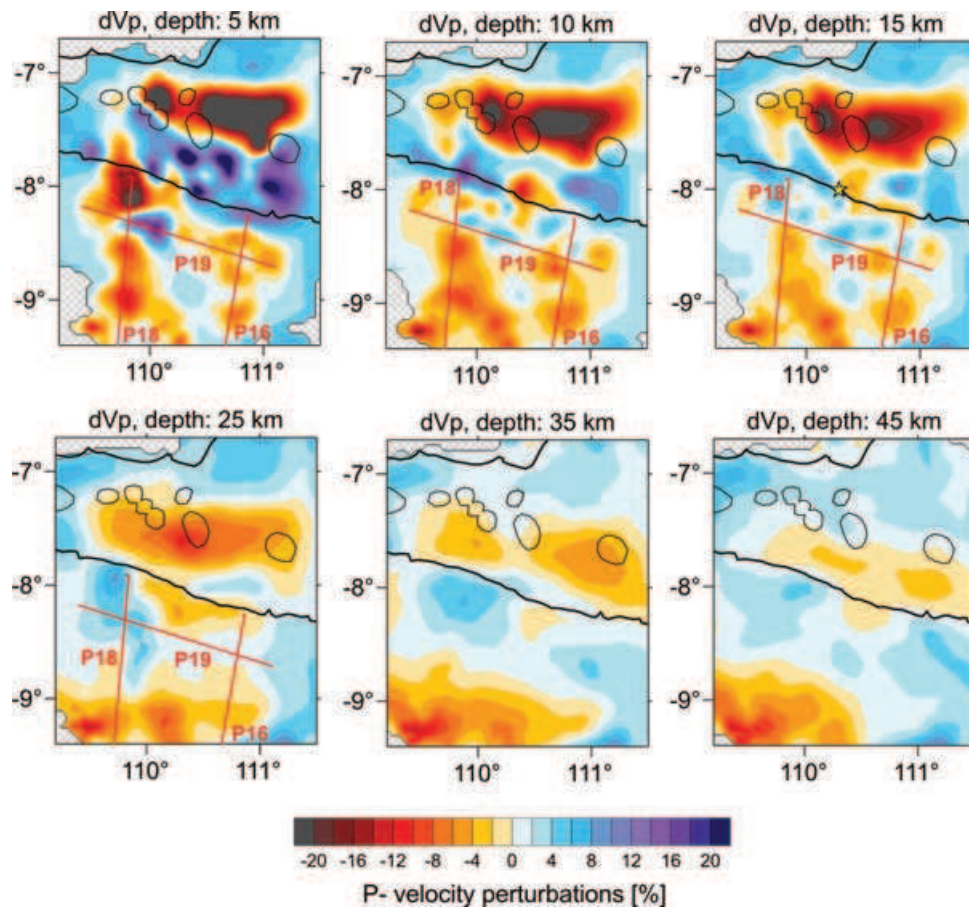 dVp, depth: 5 km dVp, depth: 10 km dVp, depth: 15 km
-7° -7° -7°
-8° -8° -8°
P18 P18
P19 P19 P19
-9° -9° -9°
P18 P16 P16 P16
110° 111° 110° 111° 110° 111°
dVp, depth: 25 km dVp, depth: 35 km dVp, depth: 45 km
-7° -7° -7°
-8° -8° -8°
P18 P19
-9° -9° -9°
P16
110° 111° 110° 111° 110° 111°
-20 -16 -12 -8 -4 0 4 8 12 16 20
P- velocity perturbations [%]